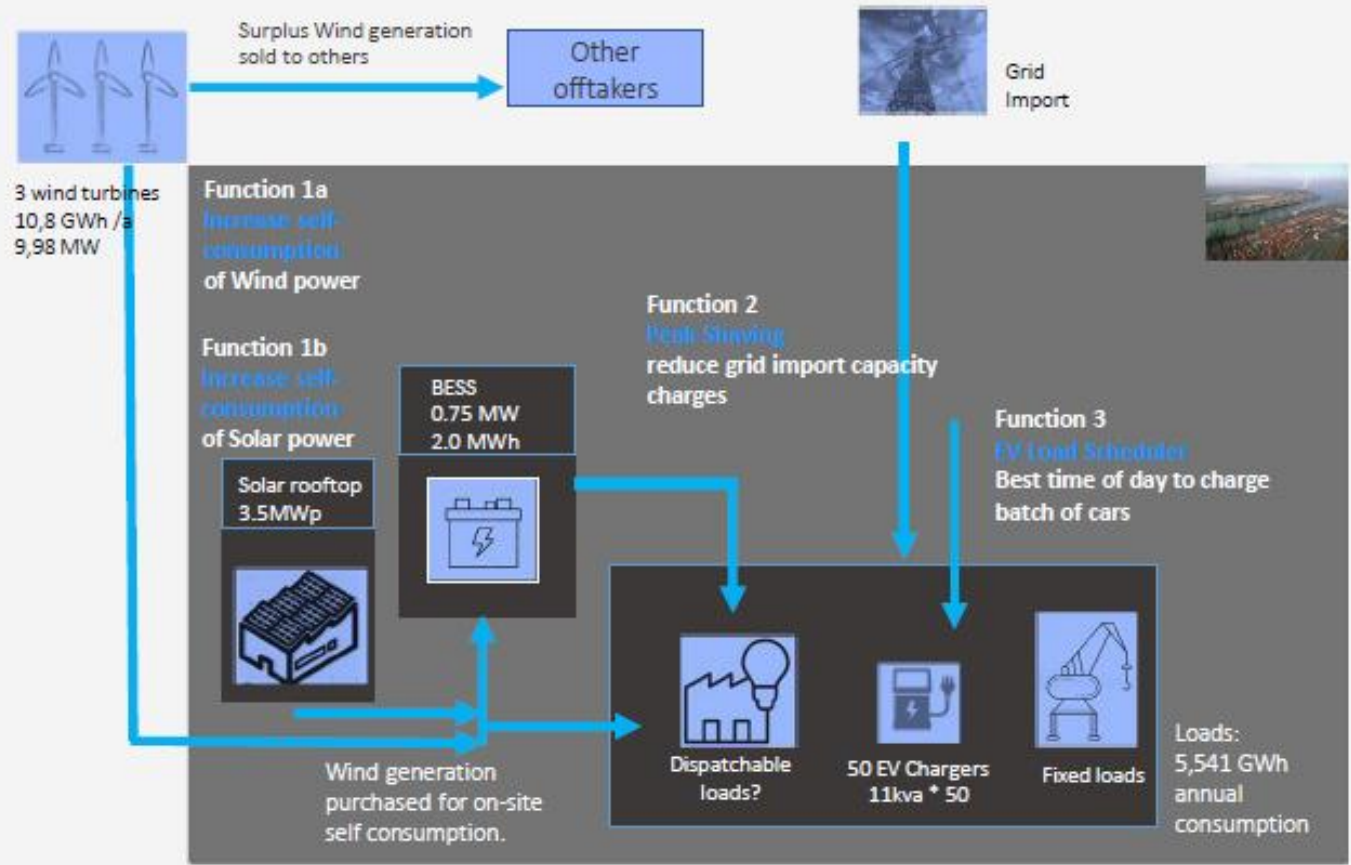 Surplus Wind generation
sold to others
Other
offtakers
Grid
Import
3 wind turbines
10,8 GWh /a
9,98 MW
Function 1a
Increase self-
consumption
of Wind power
Function 1b
Increase self-
consumption
of Solar power
BESS
0.75 MW
2.0 MWh
Solar rooftop
3.5MWp
Function 2
Peak Shaving
reduce grid import capacity
charges
Function 3
EV Load Scheduler
Best time of day to charge
batch of cars
Dispatchable
loads?
50 EV Chargers
11kva * 50
Fixed loads
Loads:
5,541 GWh
annual
consumption
Wind generation
purchased for on-site
self consumption.